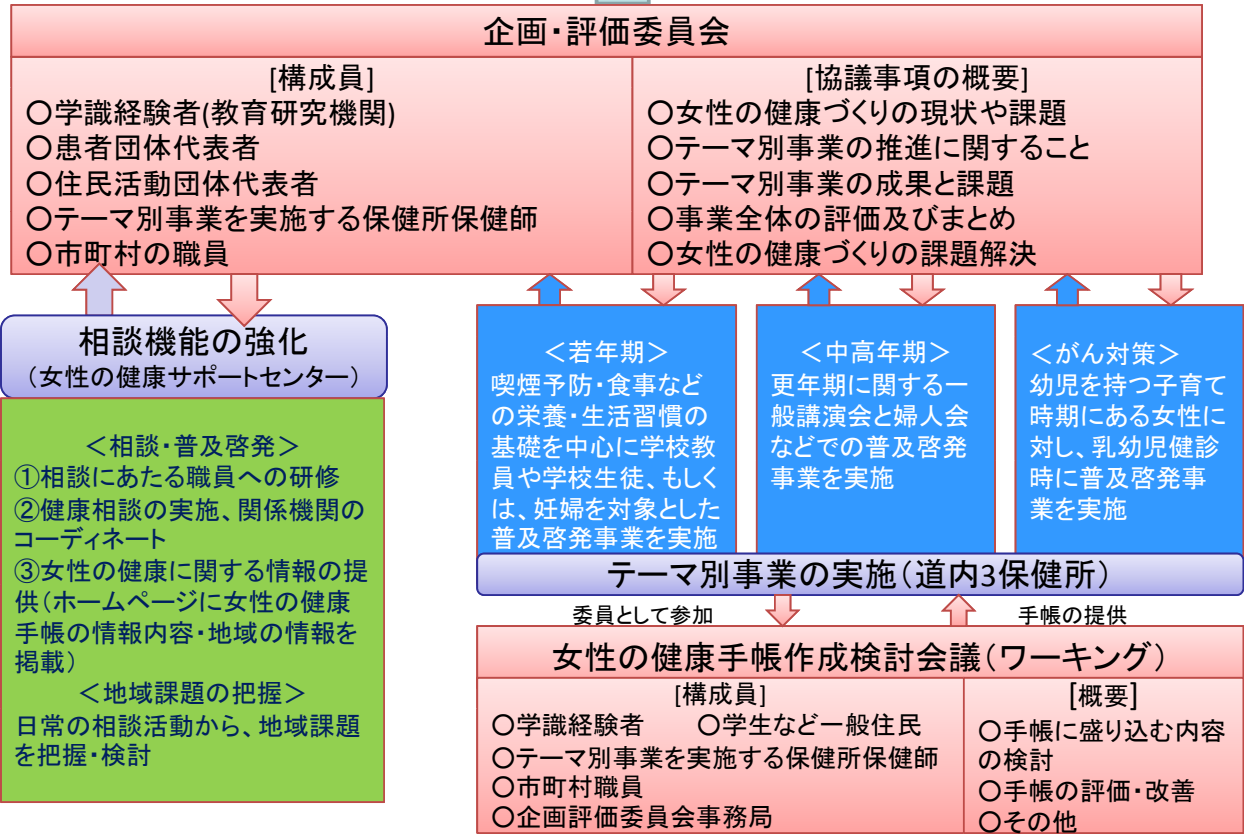 企画・評価委員会
[構成員]
○学識経験者(教育研究機関)
○患者団体代表者
○住民活動団体代表者
○テーマ別事業を実施する保健所保健師
○市町村の職員
[協議事項の概要]
○女性の健康づくりの現状や課題
○テーマ別事業の推進に関すること
○テーマ別事業の成果と課題
○事業全体の評価及びまとめ
○女性の健康づくりの課題解決
相談機能の強化
（女性の健康サポートセンター）
＜相談・普及啓発＞
①相談にあたる職員への研修
②健康相談の実施、関係機関の
コーディネート
③女性の健康に関する情報の提
供（ホームページに女性の健康
手帳の情報内容・地域の情報を
掲載）
＜地域課題の把握＞
日常の相談活動から、地域課題
を把握・検討
＜若年期＞
喫煙予防・食事など
の栄養・生活習慣の
基礎を中心に学校教
員や学校生徒、もしく
は、妊婦を対象とした
普及啓発事業を実施
＜中高年期＞
更年期に関する一
般講演会と婦人会
などでの普及啓発
事業を実施
＜がん対策＞
幼児を持つ子育て
時期にある女性に
対し、乳幼児健診
時に普及啓発事
業を実施
テーマ別事業の実施（道内3保健所）
委員として参加
手帳の提供
女性の健康手帳作成検討会議（ワーキング）
[構成員]
○学識経験者　○学生など一般住民
○テーマ別事業を実施する保健所保健師
○市町村職員
○企画評価委員会事務局
[概要]
○手帳に盛り込む内容
の検討
○手帳の評価・改善
○その他